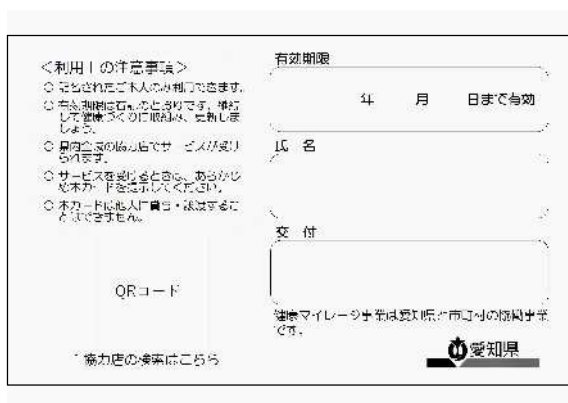 ＜利用上の注意事項＞
○ 記名されたご本人のみ利用できます。
○ 有効期限は右記のとおりです。継続
して健康づくりに取組み、更新しま
しょう。
○ 県内全域の協力店でサービスが受け
られます。
○ サービスを受けるときは、あらかじ
め本カードを提示してください。
○ 本カードは他人に貸与・譲渡するこ
とはできません。
QRコード
↑協力店の検索はこちら
有効期限
年　月　日まで有効
氏 名
交 付
健康マイレージ事業は愛知県と市町村の協働事業
です。
愛知県